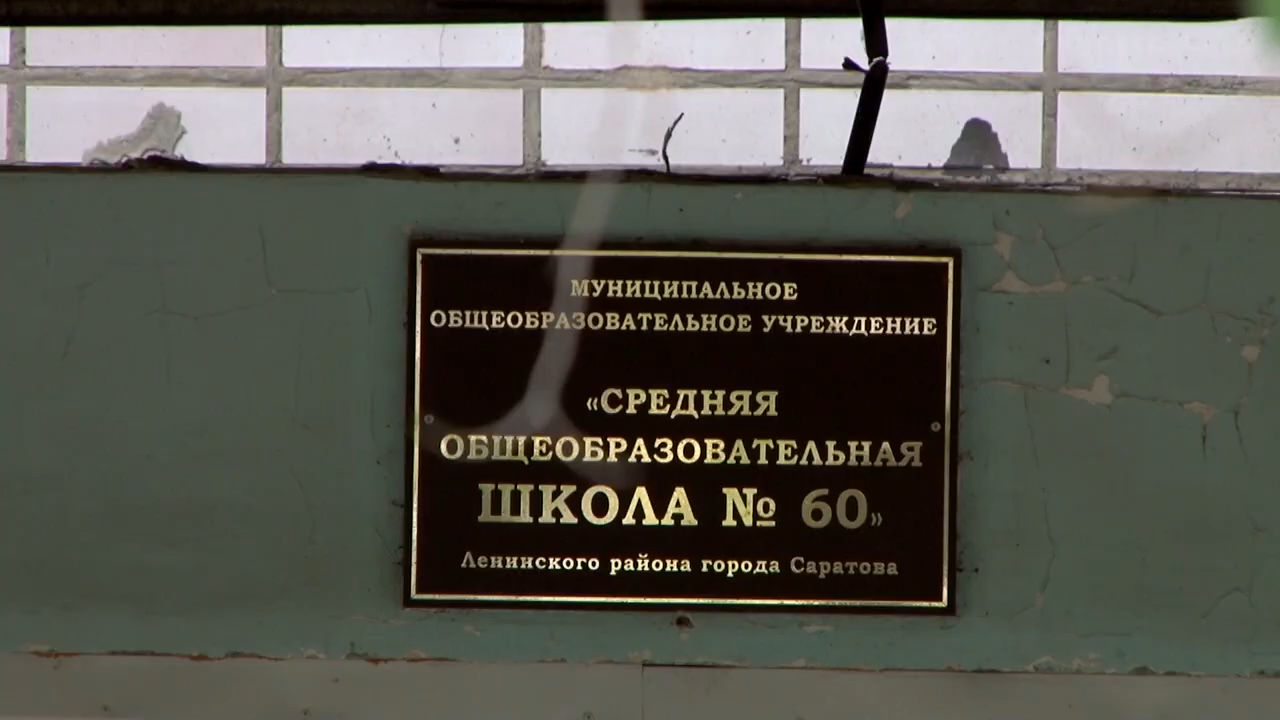 МУНИЦИПАЛЬНОЕ
ОБЩЕОБРАЗОВАТЕЛЬНОЕ УЧРЕЖДЕНИЕ
«СРЕДНЯЯ
ОБЩЕОБРАЗОВАТЕЛЬНАЯ
ШКОЛА № 60»
Ленинского района города Саратова